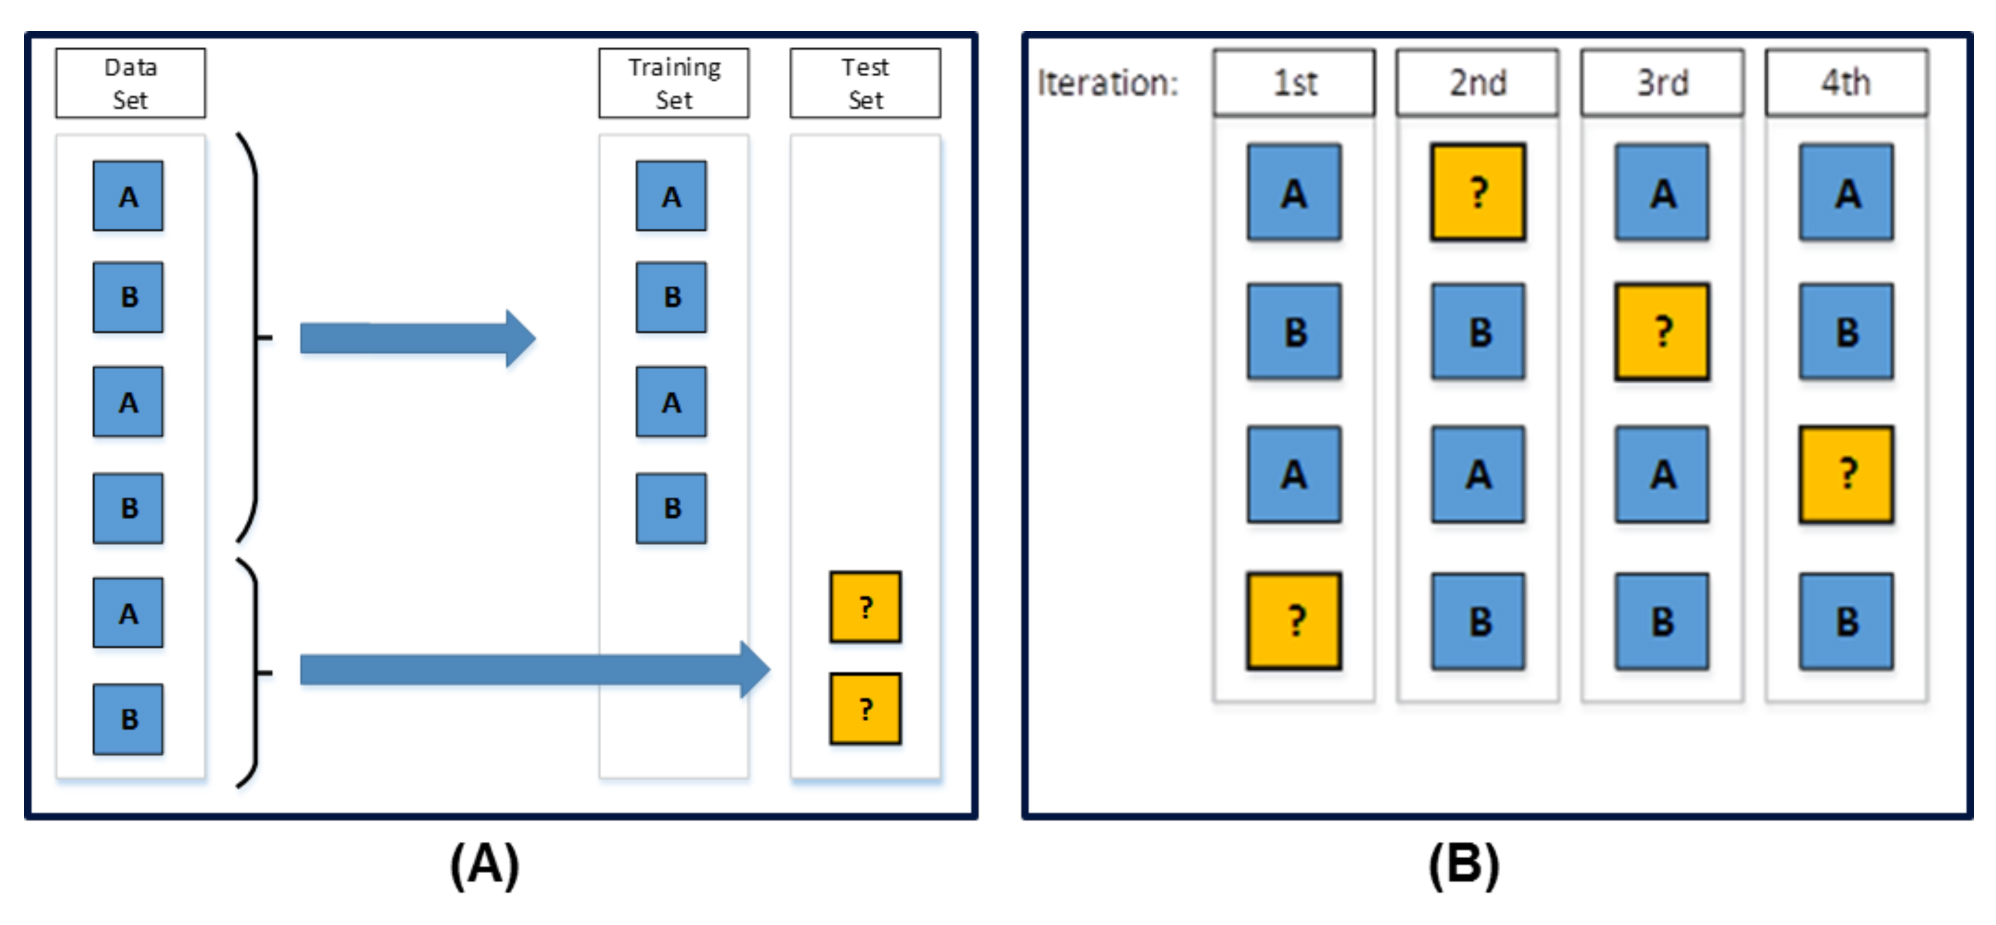 Data
Set
Training
Set
Test
Set
A
A
B
B
A
A
B
B
A
?
B
?
(A)
Iteration:
1st
2nd
3rd
4th
A
?
A
A
B
B
?
B
A
A
A
?
?
B
B
B
(B)